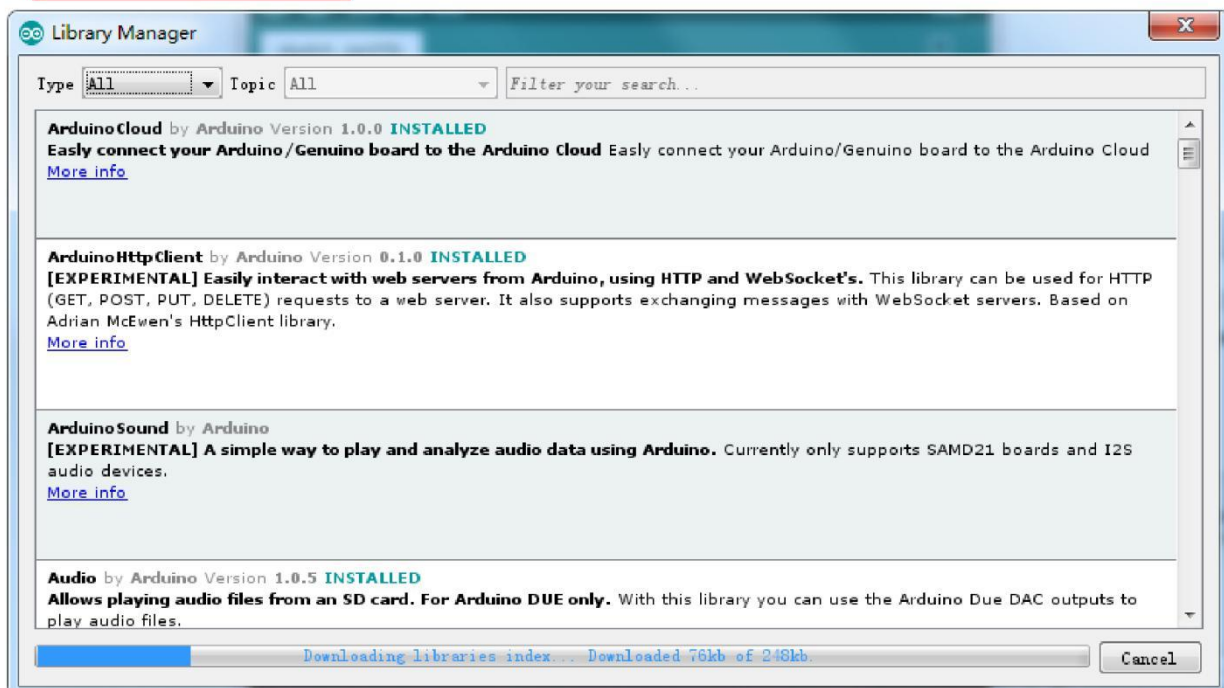 Library Manager
Type All Topic All Filter your search...
ArduinoCloud by Arduino Version 1.0.0 INSTALLED
Easly connect your Arduino/Genuino board to the Arduino Cloud Easly connect your Arduino/Genuino board to the Arduino Cloud
More info
ArduinoHttpClient by Arduino Version 0.1.0 INSTALLED
[EXPERIMENTAL] Easily interact with web servers from Arduino, using HTTP and WebSocket's. This library can be used for HTTP
(GET, POST, PUT, DELETE) requests to a web server. It also supports exchanging messages with WebSocket servers. Based on
Adrian McEwen's HttpClient library.
More info
ArduinoSound by Arduino
[EXPERIMENTAL] A simple way to play and analyze audio data using Arduino. Currently only supports SAMD21 boards and I2S
audio devices.
More info
Audio by Arduino Version 1.0.5 INSTALLED
Allows playing audio files from an SD card. For Arduino DUE only. With this library you can use the Arduino Due DAC outputs to
play audio files.
Downloading libraries index... Downloaded 76kb of 248kb.
Cancel